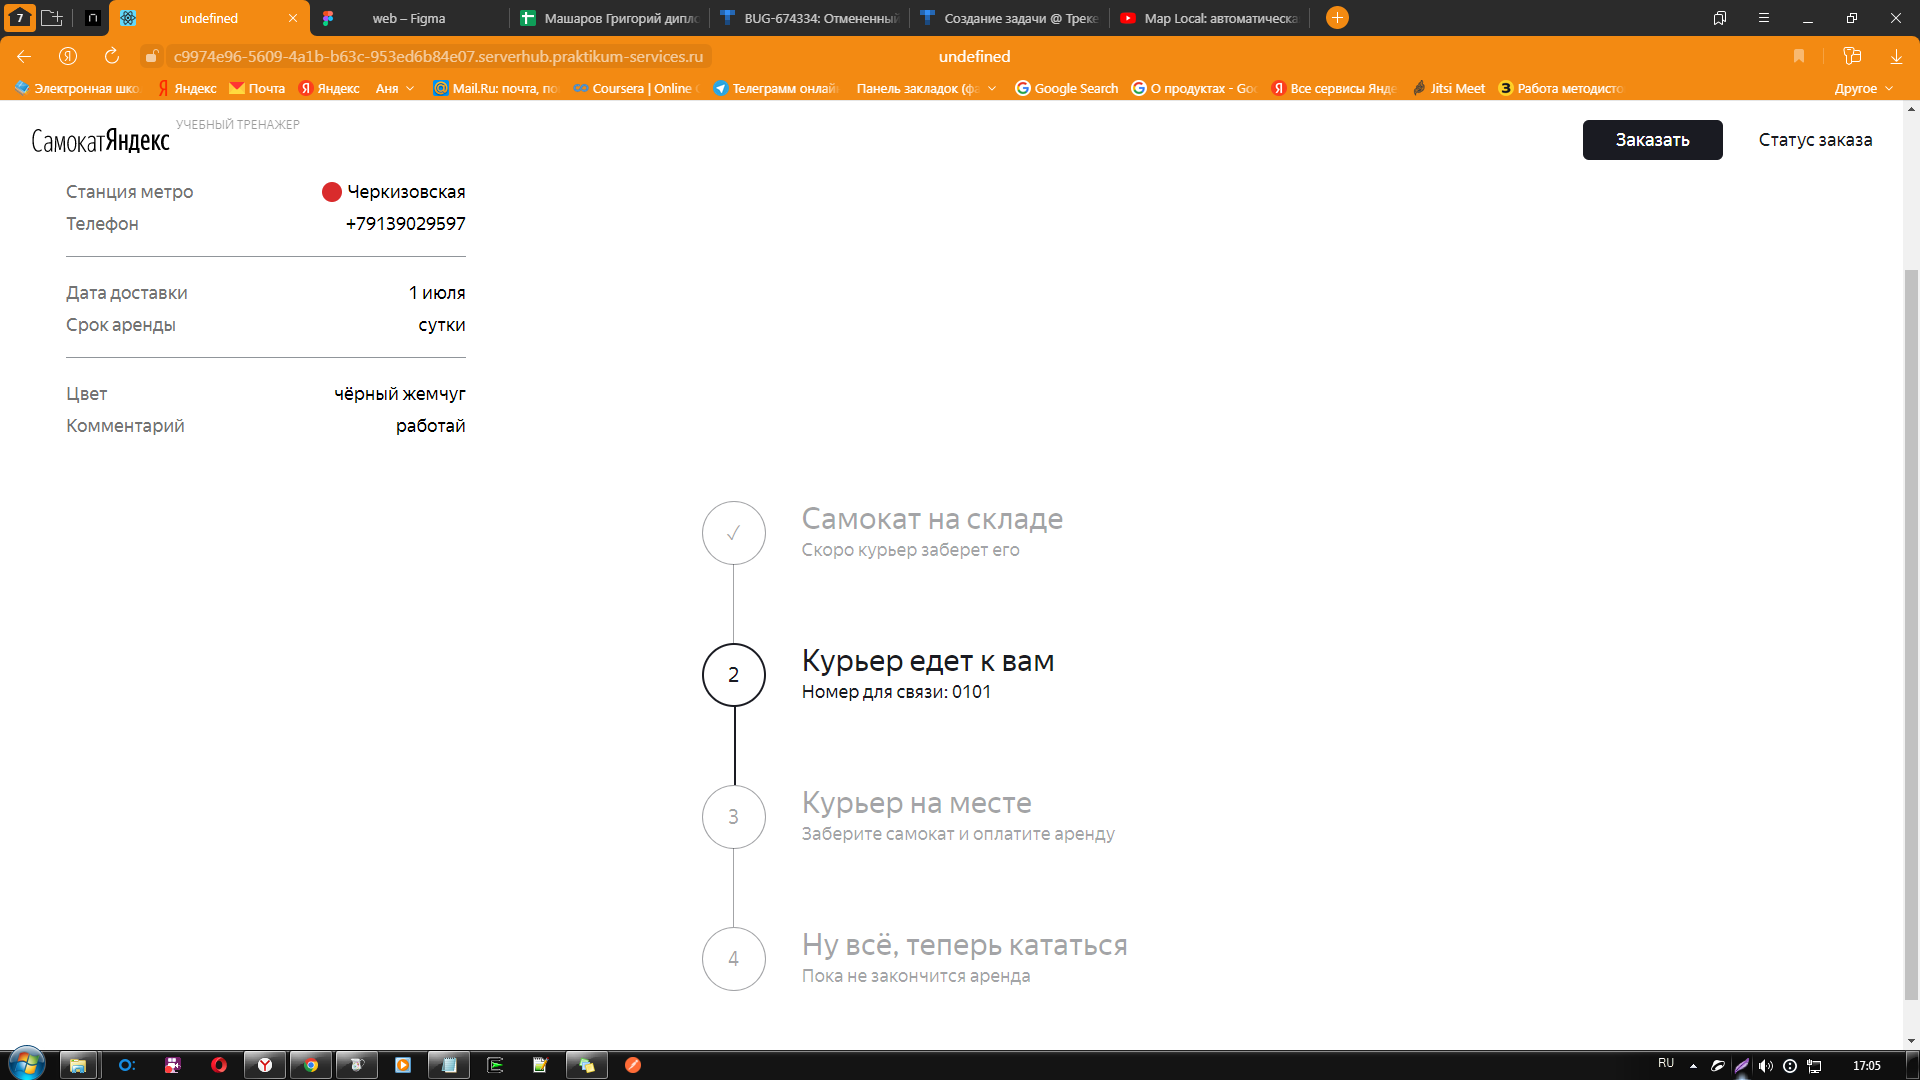 7
undefined
web – Figma
Машаров Григорий дипло
BUG-674334: Отмененный
Создание задачи @ Треке
Map Local: автоматическа
c9974e96-5609-4a1b-b63c-953ed6b84e07.serverhub.praktikum-services.ru
undefined
Электронная шко
Яндекс
Почта
Яндекс
Аня
Mail.Ru: почта, по
Coursera | Online
Телеграмм онлай
Панель закладок (фа
Google Search
О продуктах - Goo
Все сервисы Янде
Jitsi Meet
Работа методисто
Другое
СамокатЯндекс
УЧЕБНЫЙ ТРЕНАЖЕР
Заказать
Статус заказа
Станция метро Черкизовская
Телефон +79139029597
Дата доставки 1 июля
Срок аренды сутки
Цвет чёрный жемчуг
Комментарий работай
Самокат на складе
Скоро курьер заберет его
2
Курьер едет к вам
Номер для связи: 0101
3
Курьер на месте
Заберите самокат и оплатите аренду
4
Ну всё, теперь кататься
Пока не закончится аренда
RU
17:05